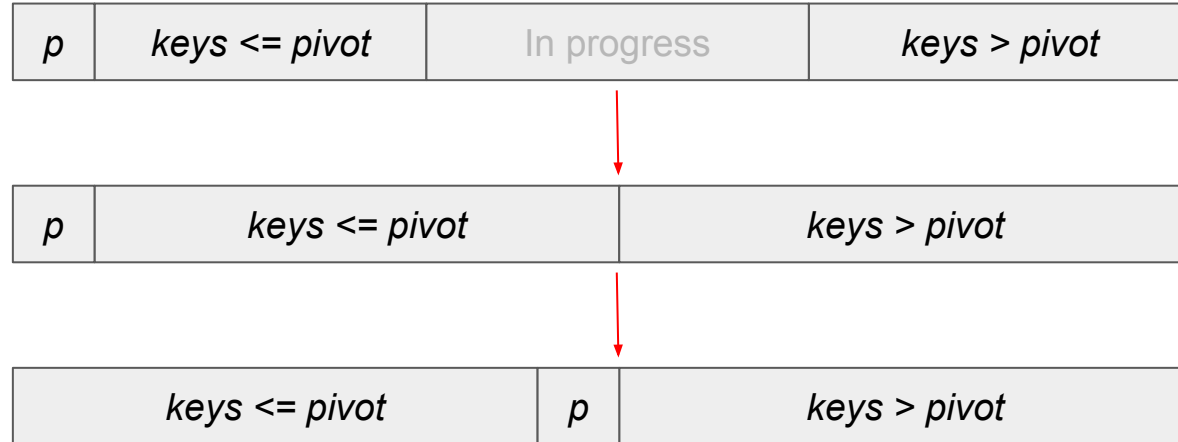 p keys <= pivot In progress keys > pivot
p keys <= pivot keys > pivot
keys <= pivot p keys > pivot